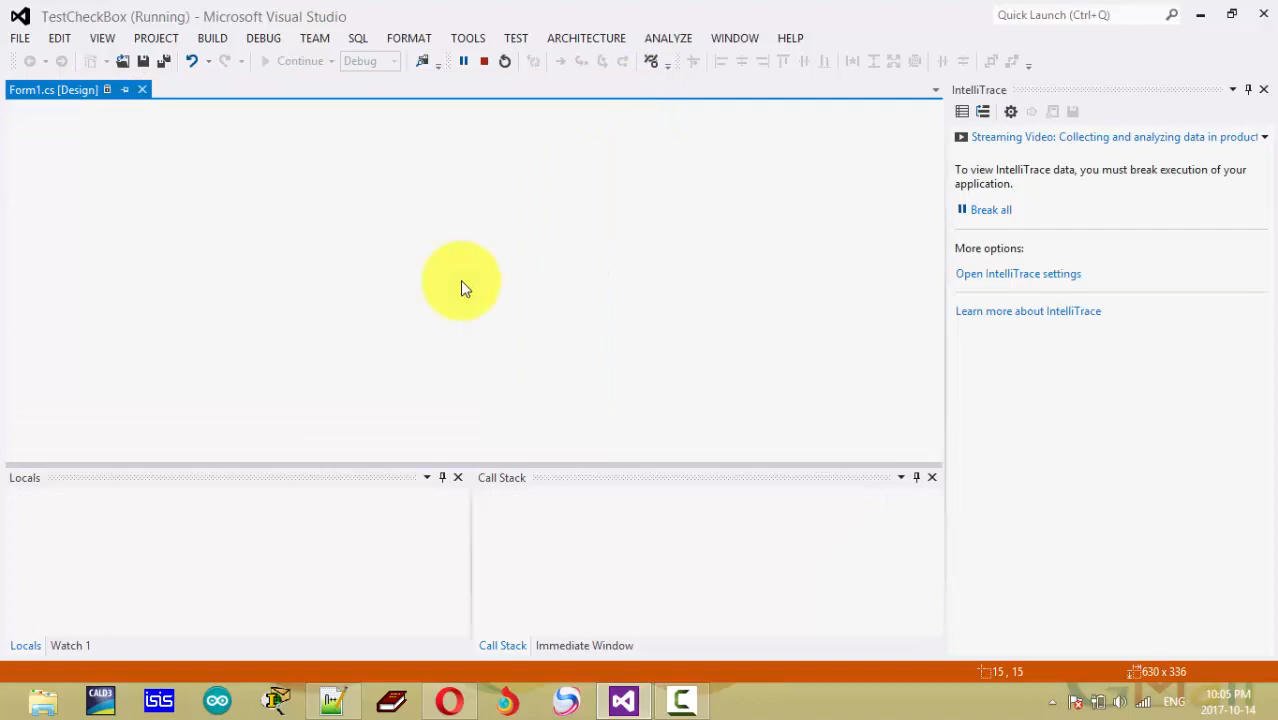 TestCheckBox (Running) - Microsoft Visual Studio
Quick Launch (Ctrl+Q)
FILE EDIT VIEW PROJECT BUILD DEBUG TEAM SQL FORMAT TOOLS TEST ARCHITECTURE ANALYZE WINDOW HELP
Continue Debug
Form1.cs [Design]
IntelliTrace
Streaming Video: Collecting and analyzing data in product
To view IntelliTrace data, you must break execution of your
application.
Break all
More options:
Open IntelliTrace settings
Learn more about IntelliTrace
Locals
Call Stack
Locals Watch 1
Call Stack Immediate Window
15, 15
630 x 336
CALD3
isis
ENG
10:05 PM
2017-10-14